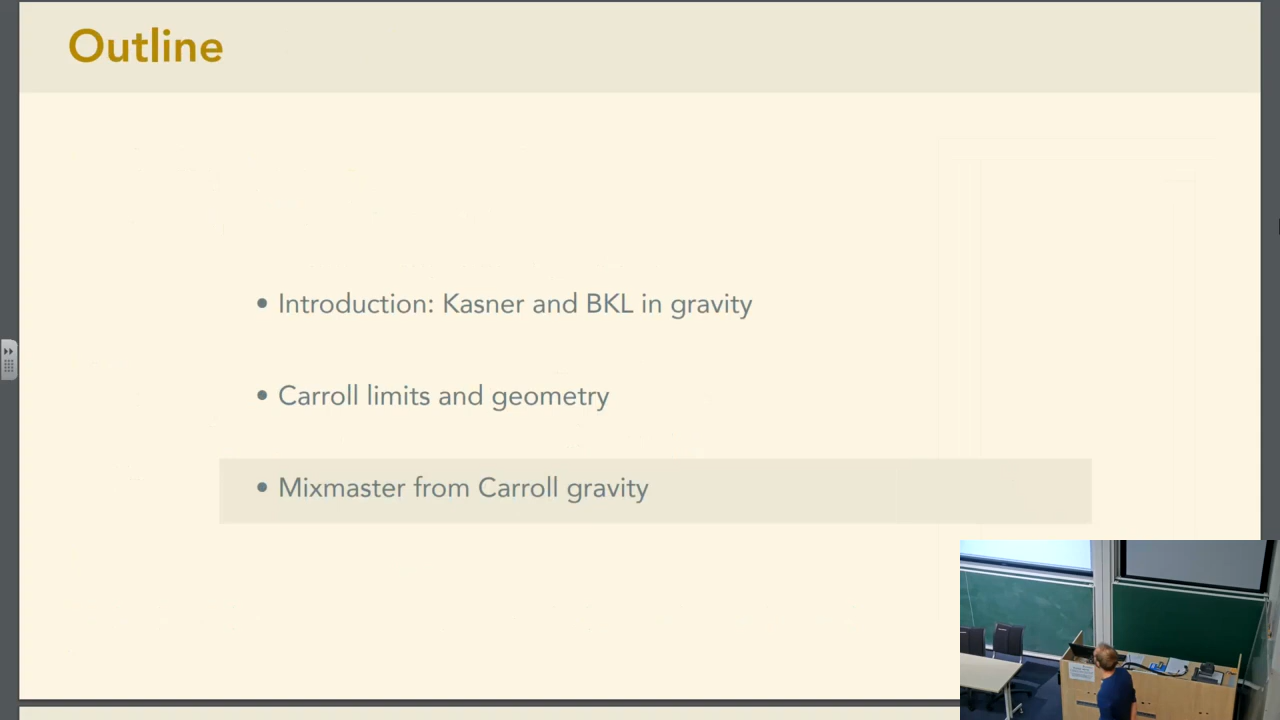 Outline
• Introduction: Kasner and BKL in gravity
• Carroll limits and geometry
• Mixmaster from Carroll gravity